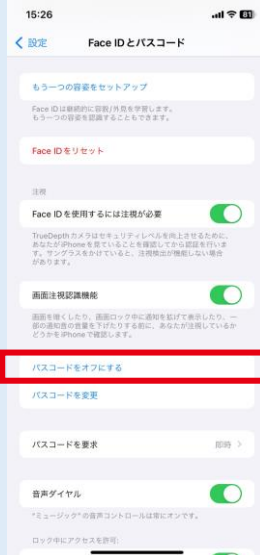 15:26
81
設定
Face IDとパスコード
もう一つの容姿をセットアップ
Face IDは継続的に容貌/外見を学習します。
もう一つの容姿を認識することもできます。
Face IDをリセット
注視
Face IDを使用するには注視が必要
TrueDepthカメラはセキュリティレベルを向上させるために、
あなたがiPhoneを見ていることを確認してから認証を行いま
す。サングラスをかけていると、注視検出が機能しない場合
があります。
画面注視認識機能
画面を暗くしたり、画面ロック中に通知を拡げて表示したり、一
部の通知音の音量を下げたりする前に、あなたが注視しているか
どうかをiPhoneで確認します。
パスコードをオフにする
パスコードを変更
パスコードを要求
即時
音声ダイヤル
"ミュージック"の音声コントロールは常にオンです。
ロック中にアクセスを許可: